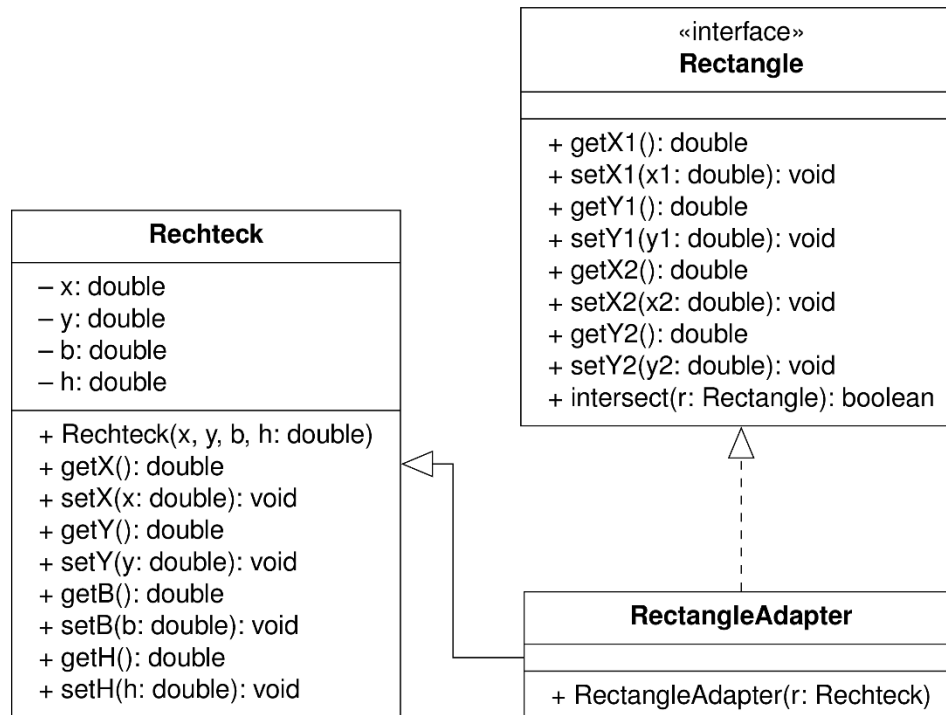 «interface»
Rectangle
+ getX1(): double
+ setX1(x1: double): void
+ getY1(): double
+ setY1(y1: double): void
+ getX2(): double
+ setX2(x2: double): void
+ getY2(): double
+ setY2(y2: double): void
+ intersect(r: Rectangle): boolean
Rechteck
– x: double
– y: double
– b: double
– h: double
+ Rechteck(x, y, b, h: double)
+ getX(): double
+ setX(x: double): void
+ getY(): double
+ setY(y: double): void
+ getB(): double
+ setB(b: double): void
+ getH(): double
+ setH(h: double): void
RectangleAdapter
+ RectangleAdapter(r: Rechteck)